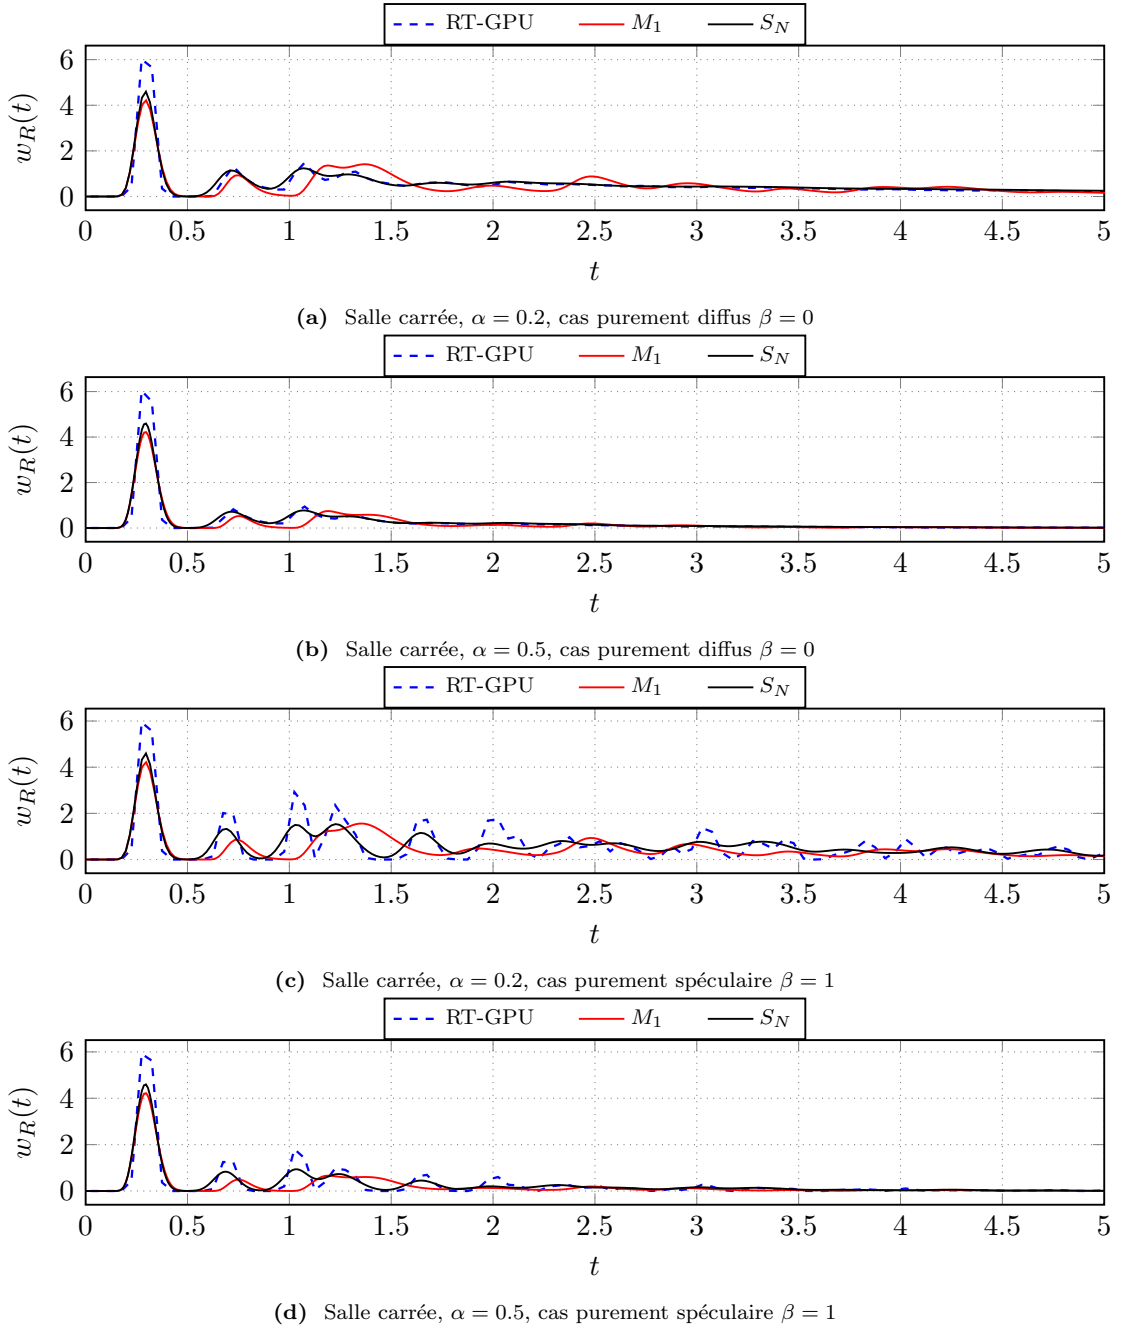 RT-GPU M₁ S_N
6
4
2
0
w_R(t)
0 0.5 1 1.5 2 2.5 3 3.5 4 4.5 5
t
(a) Salle carrée, α = 0.2, cas purement diffus β = 0
RT-GPU M₁ S_N
6
4
2
0
w_R(t)
0 0.5 1 1.5 2 2.5 3 3.5 4 4.5 5
t
(b) Salle carrée, α = 0.5, cas purement diffus β = 0
RT-GPU M₁ S_N
6
4
2
0
w_R(t)
0 0.5 1 1.5 2 2.5 3 3.5 4 4.5 5
t
(c) Salle carrée, α = 0.2, cas purement spéculaire β = 1
RT-GPU M₁ S_N
6
4
2
0
w_R(t)
0 0.5 1 1.5 2 2.5 3 3.5 4 4.5 5
t
(d) Salle carrée, α = 0.5, cas purement spéculaire β = 1